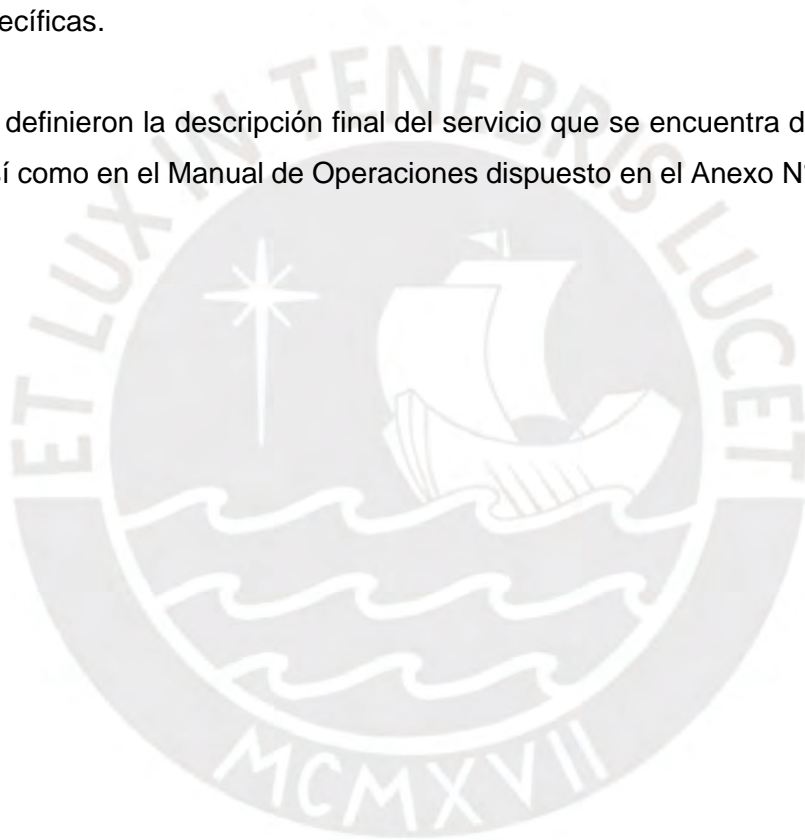 ecíficas.
definieron la descripción final del servicio que se encuentra d
sí como en el Manual de Operaciones dispuesto en el Anexo N°
ET LUX IN TENEBRIS LUCET
MCMXVII